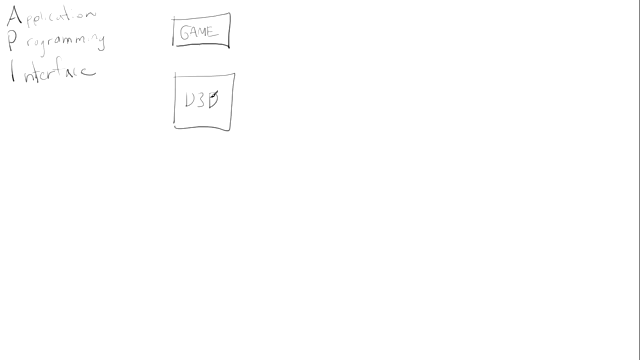 Application
Programming
Interface
GAME
D3D